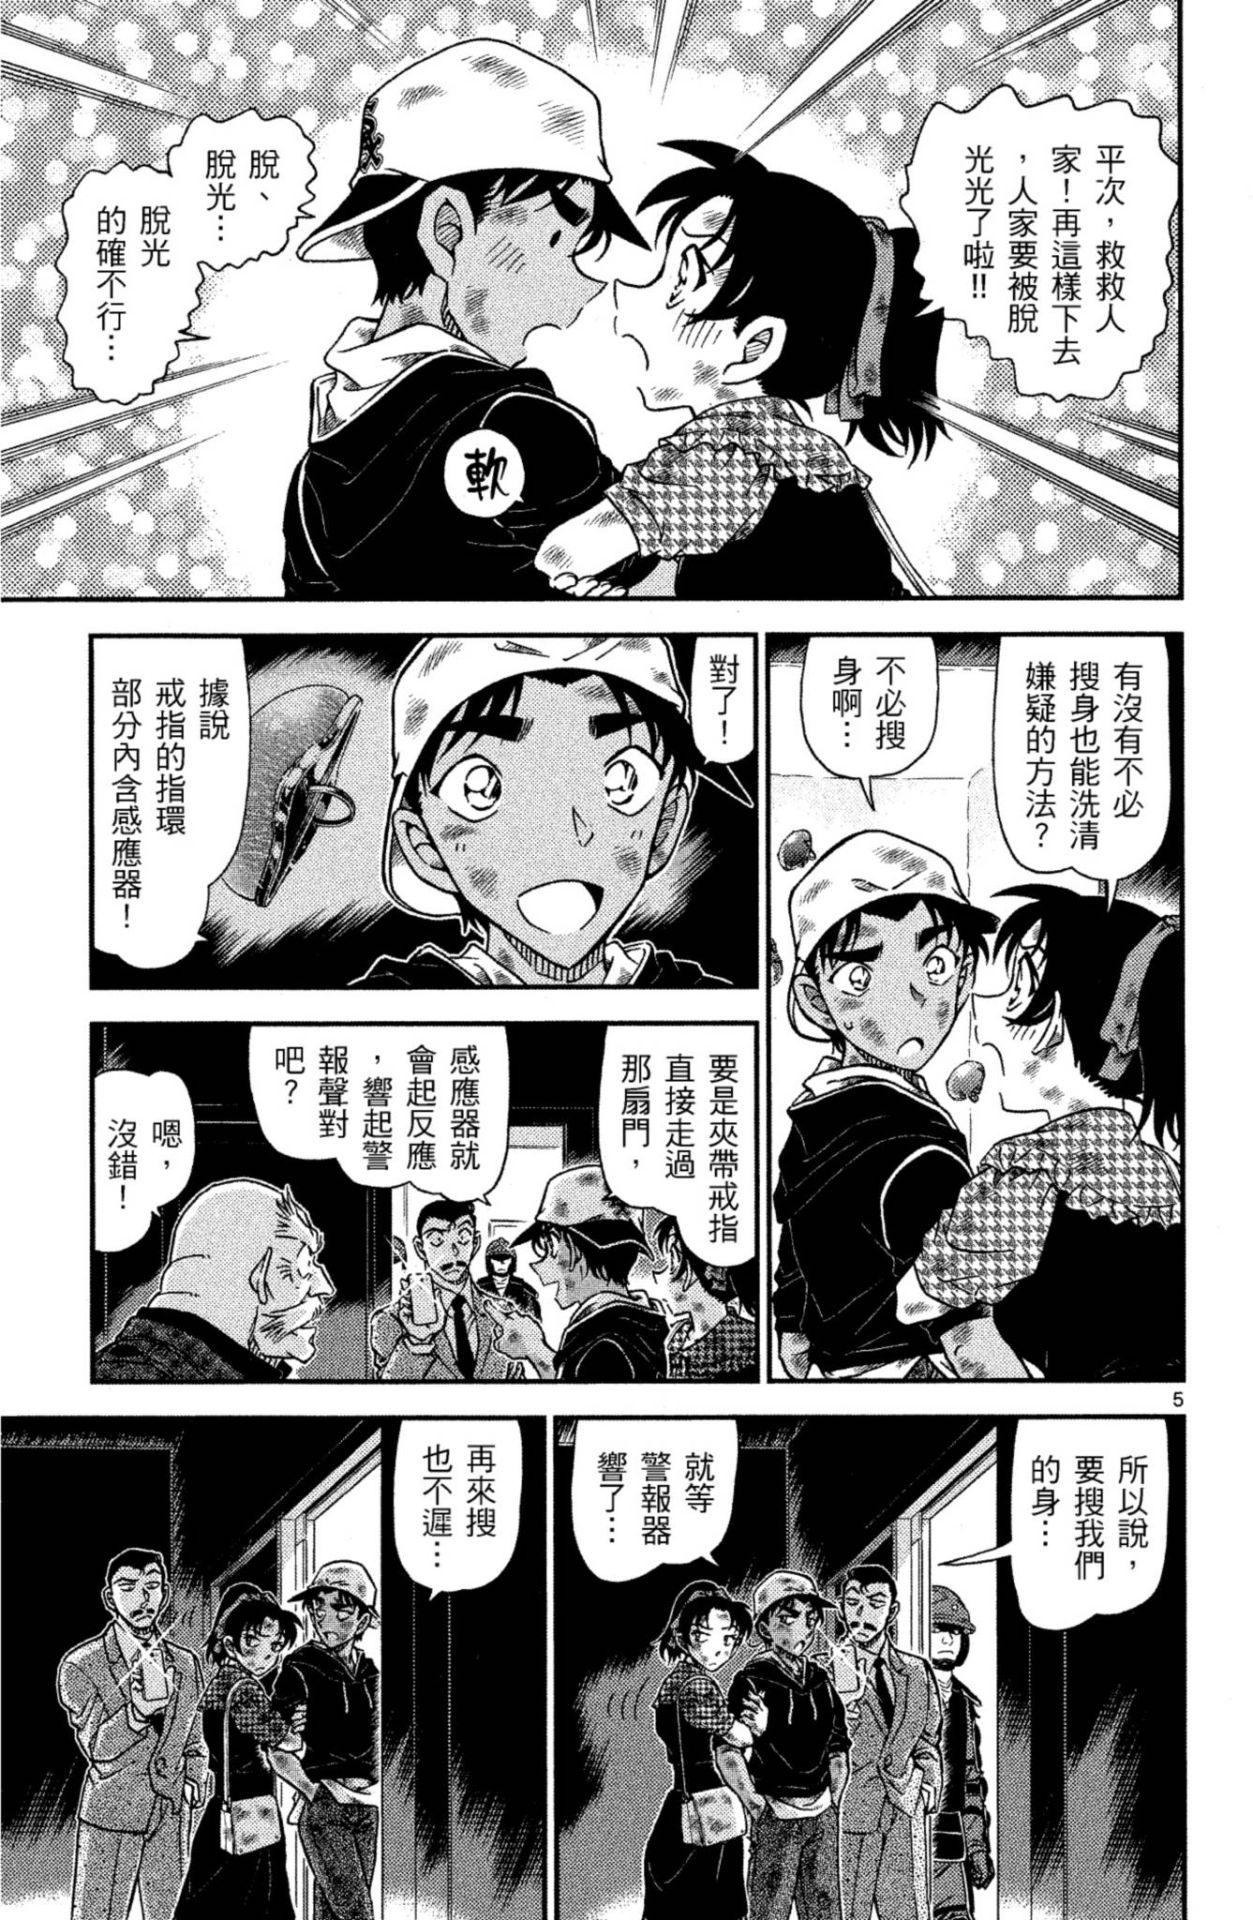 平次，救救人
家！再這樣下去
，人家要被脫
光光了啦!!
軟
脫、
脫光…
脫光
的確不行…
有沒有不必
搜身也能洗清
嫌疑的方法？
不必搜
身啊…
對了！
據說
戒指的指環
部分內含感應器！
要是夾帶戒指
直接走過
那扇門，
感應器就
會起反應
，響起警
報聲對
吧？
嗯，
沒錯！
5
所以說，
要搜我們
的身…
就等
警報器
響了…
再來搜
也不遲…